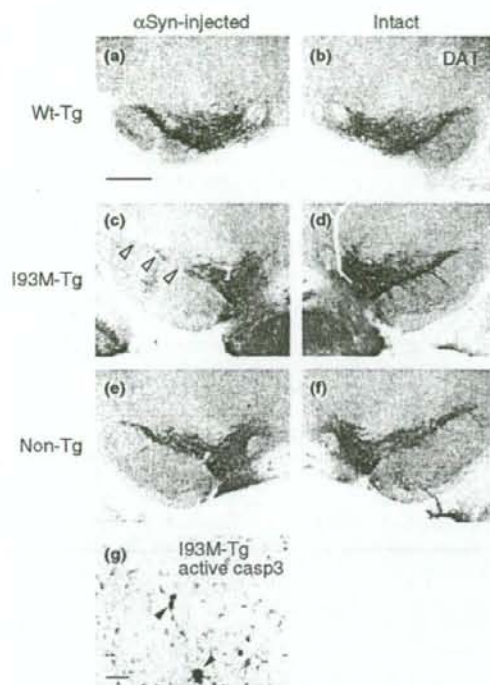 αSyn-injected Intact
(a) (b) DAT
Wt-Tg
(c) (d)
I93M-Tg
(e) (f)
Non-Tg
(g) I93M-Tg
active casp3